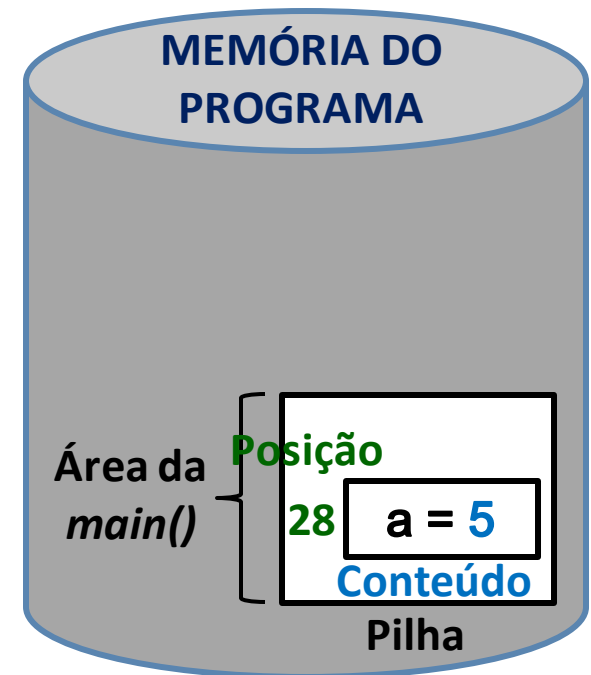 MEMÓRIA DO
PROGRAMA
Área da
main()
Posição
28
a = 5
Conteúdo
Pilha